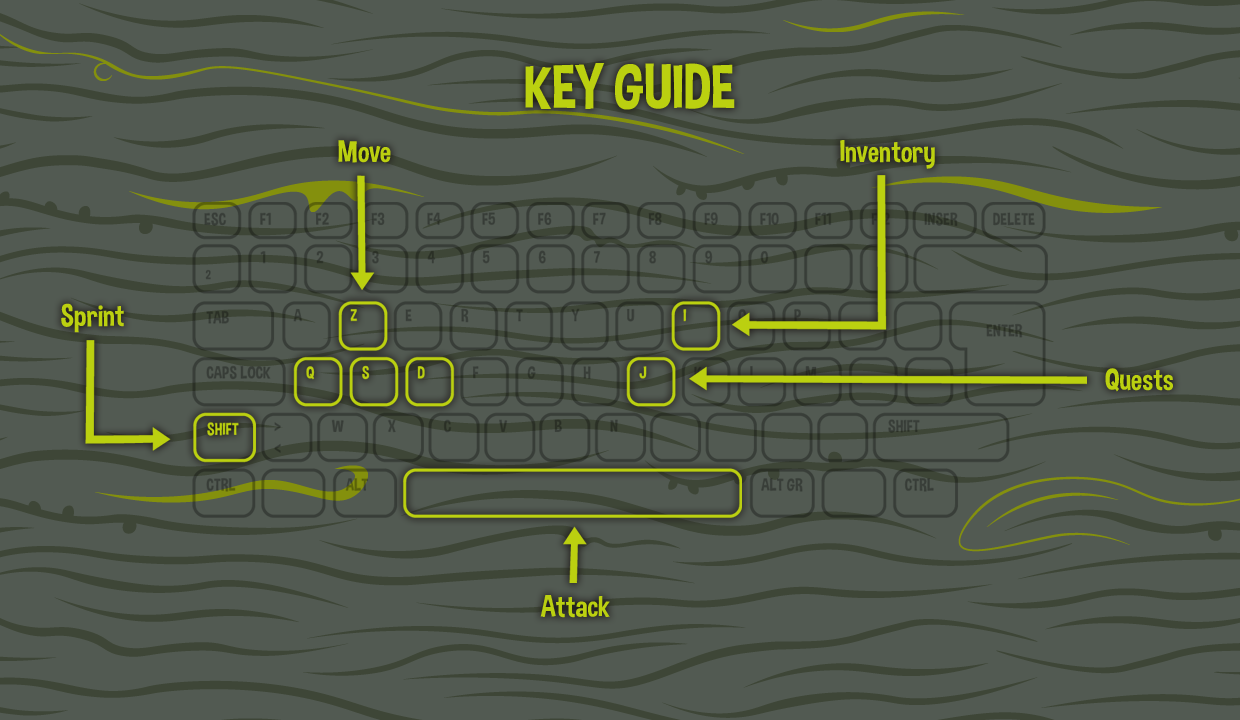 KEY GUIDE
Move
Inventory
ESC F1 F2 F3 F4 F5 F6 F7 F8 F9 F10 F11 INSER DELETE
2 1 2 3 4 5 6 7 8 9 0
Sprint
TAB A Z E R T Y U I O P ENTER
CAPS LOCK Q S D F G H J L M
Quests
SHIFT > < W X C V B N SHIFT
CTRL ALT ALT GR CTRL
Attack